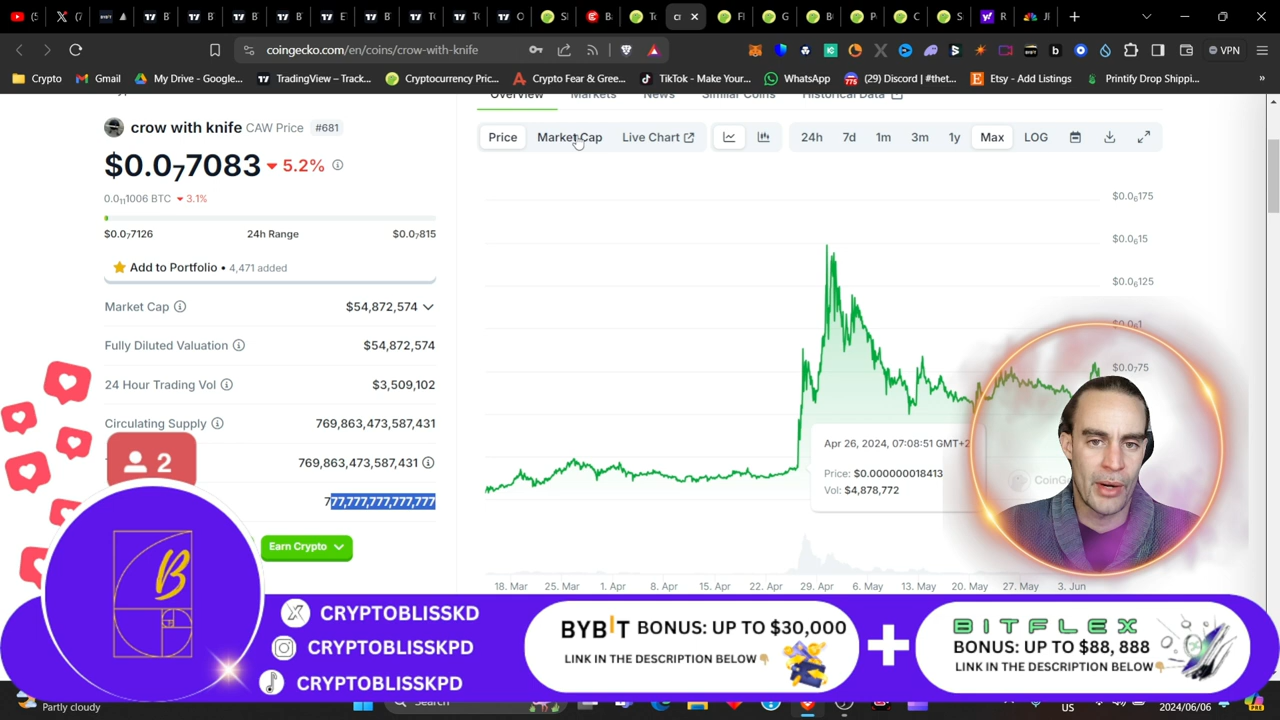 coingecko.com/en/coins/crow-with-knife
VPN
Crypto
Gmail
My Drive - Google...
TradingView – Track...
Cryptocurrency Pric...
Crypto Fear & Gree...
TikTok - Make Your...
WhatsApp
(29) Discord | #thet...
Etsy - Add Listings
Printify Drop Shippi...
Overview
Markets
News
Similar Coins
Historical Data
crow with knife CAW Price #681
$0.0₇7083 5.2%
0.0₁₁1006 BTC 3.1%
$0.0₇7126 24h Range $0.0₇815
Add to Portfolio • 4,471 added
Market Cap $54,872,574
Fully Diluted Valuation $54,872,574
24 Hour Trading Vol $3,509,102
Circulating Supply 769,863,473,587,431
769,863,473,587,431
777,777,777,777,777
Earn Crypto
Price Market Cap Live Chart 24h 7d 1m 3m 1y Max LOG
$0.0₆175
$0.0₆15
$0.0₆125
$0.0₆1
$0.0₇75
Apr 26, 2024, 07:08:51 GMT+2
Price: $0.000000018413
Vol: $4,878,772
18. Mar 25. Mar 1. Apr 8. Apr 15. Apr 22. Apr 29. Apr 6. May 13. May 20. May 27. May 3. Jun
2
B
CRYPTOBLISSKD
CRYPTOBLISSKPD
CRYPTOBLISSKPD
BYBIT BONUS: UP TO $30,000
LINK IN THE DESCRIPTION BELOW
+
BITFLEX
BONUS: UP TO $88, 888
LINK IN THE DESCRIPTION BELOW
Partly cloudy
Search
US
2024/06/06